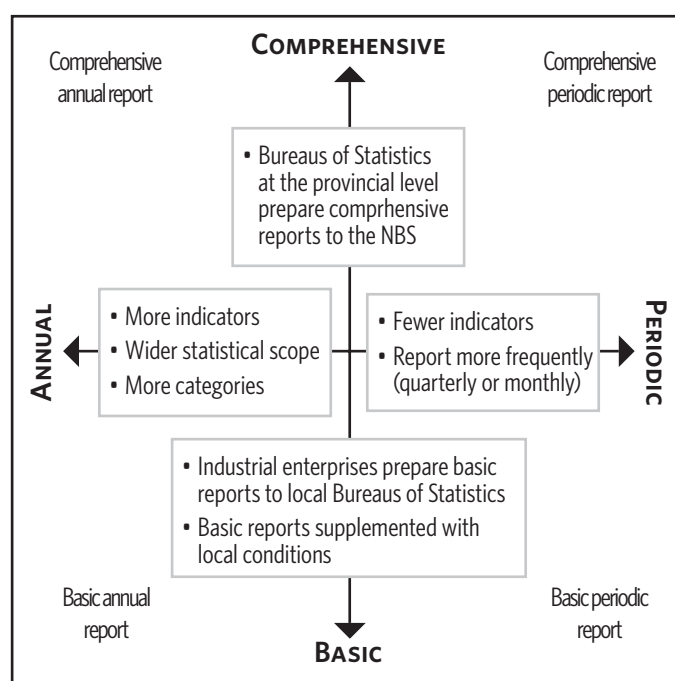 COMPREHENSIVE
Comprehensive
annual report
Comprehensive
periodic report
• Bureaus of Statistics
at the provincial level
prepare comprhensive
reports to the NBS
ANNUAL
• More indicators
• Wider statistical scope
• More categories
• Fewer indicators
• Report more frequently
(quarterly or monthly)
PERIODIC
• Industrial enterprises prepare basic
reports to local Bureaus of Statistics
• Basic reports supplemented with
local conditions
Basic annual
report
Basic periodic
report
BASIC